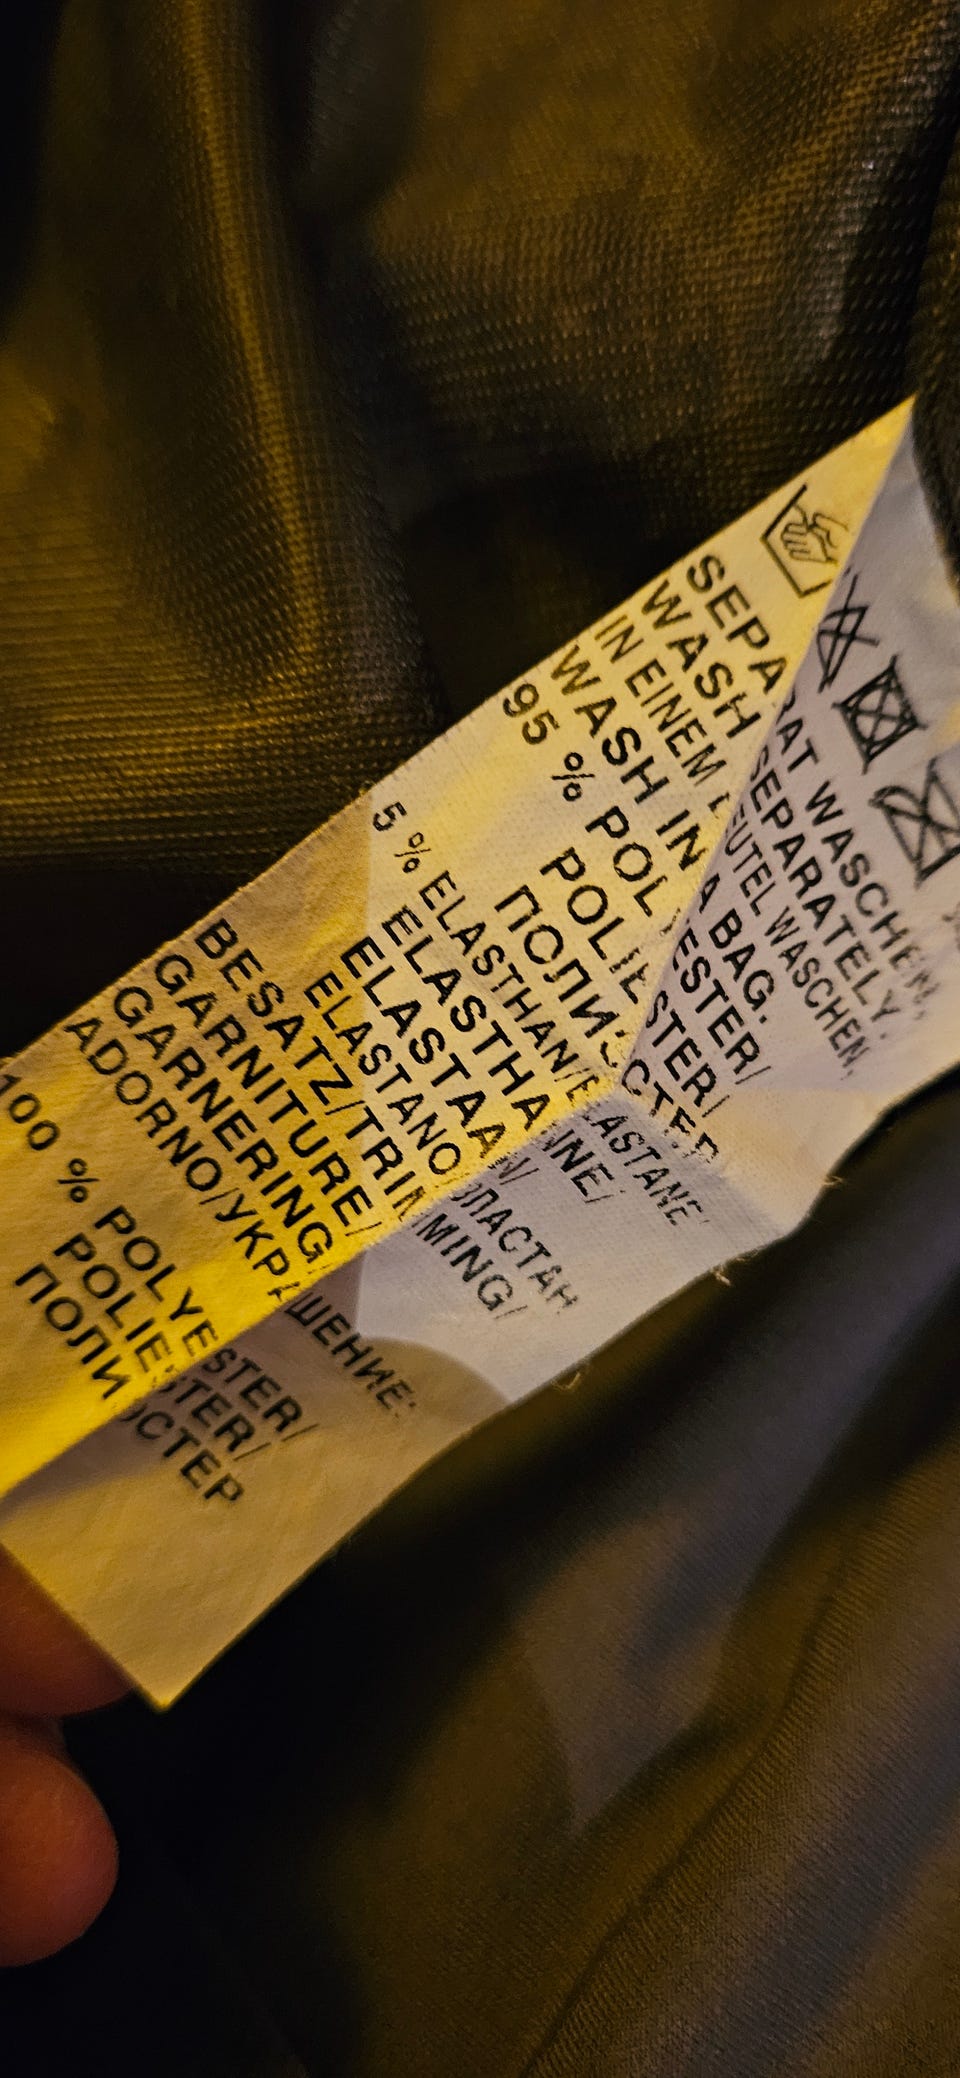 SEPARAT WASCHEN,
WASH SEPARATELY.
IN EINEM BEUTEL WASCHEN,
WASH IN A BAG.
95 % POLYESTER/
POLIESTER/
ПОЛИЭСТЕР
5 % ELASTHAN/ELASTANE/
ELASTHANNE/
ELASTAAN/
ELASTANO/ЭЛАСТАН
BESATZ/TRIMMING/
GARNITURE/
GARNERING/
ADORNO/УКРАШЕНИЕ:
100 % POLYESTER/
POLIESTER/
ПОЛИЭСТЕР